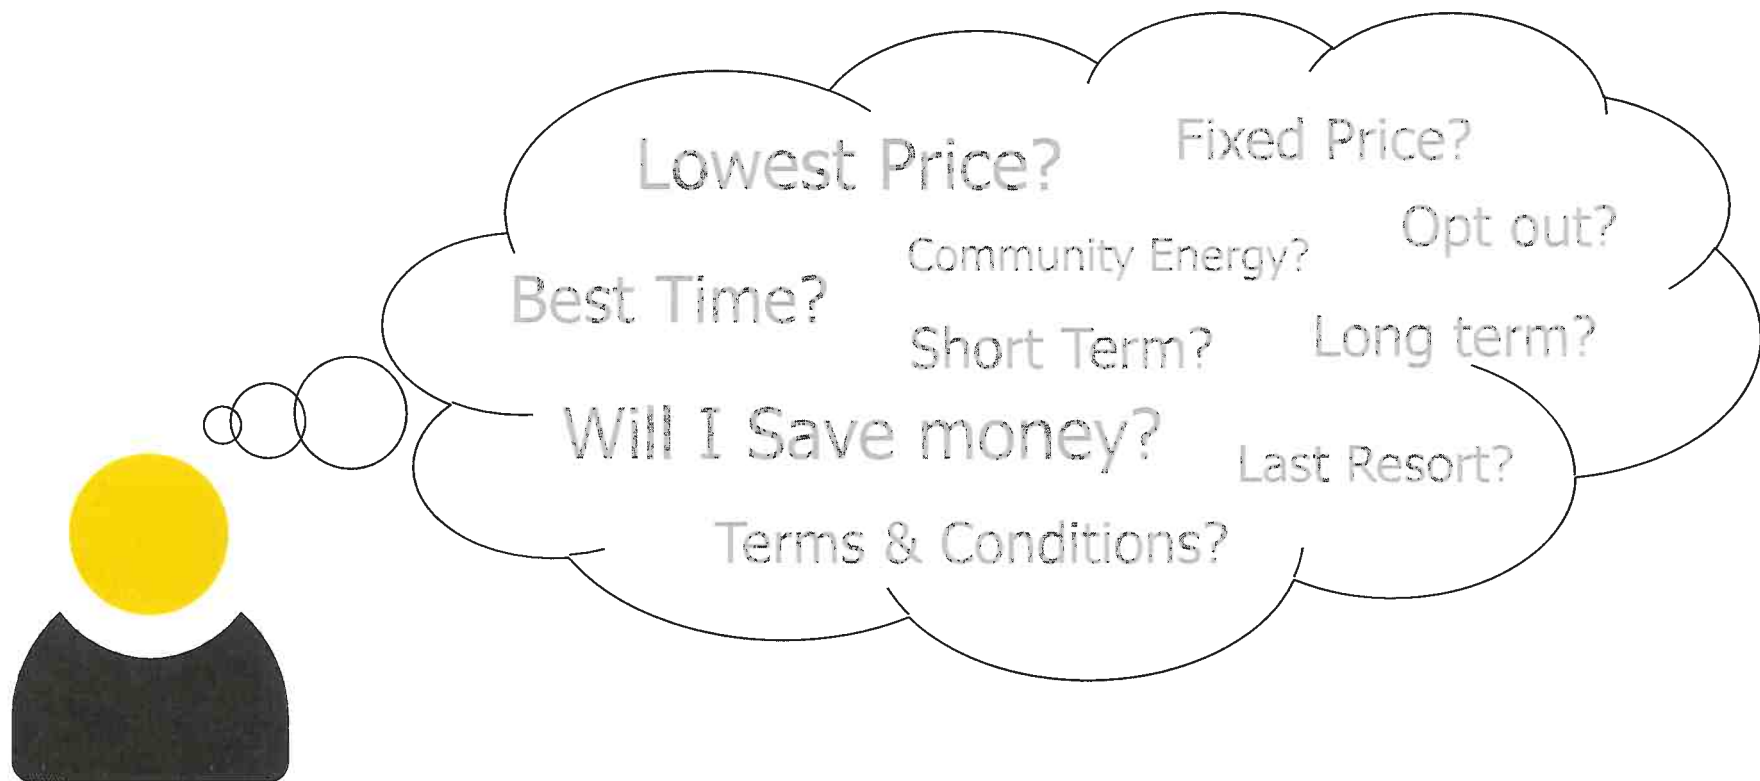 Lowest Price?
Fixed Price?
Opt out?
Community Energy?
Best Time?
Short Term?
Long term?
Will I Save money?
Last Resort?
Terms & Conditions?